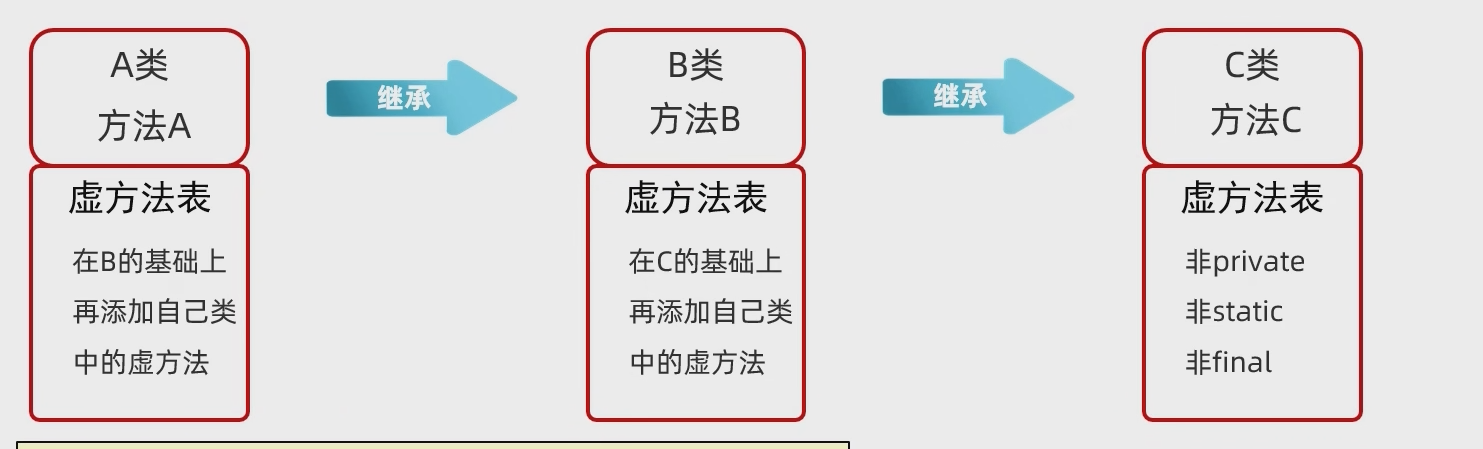 A类
方法A
继承
B类
方法B
继承
C类
方法C
虚方法表
在B的基础上
再添加自己类
中的虚方法
虚方法表
在C的基础上
再添加自己类
中的虚方法
虚方法表
非private
非static
非final